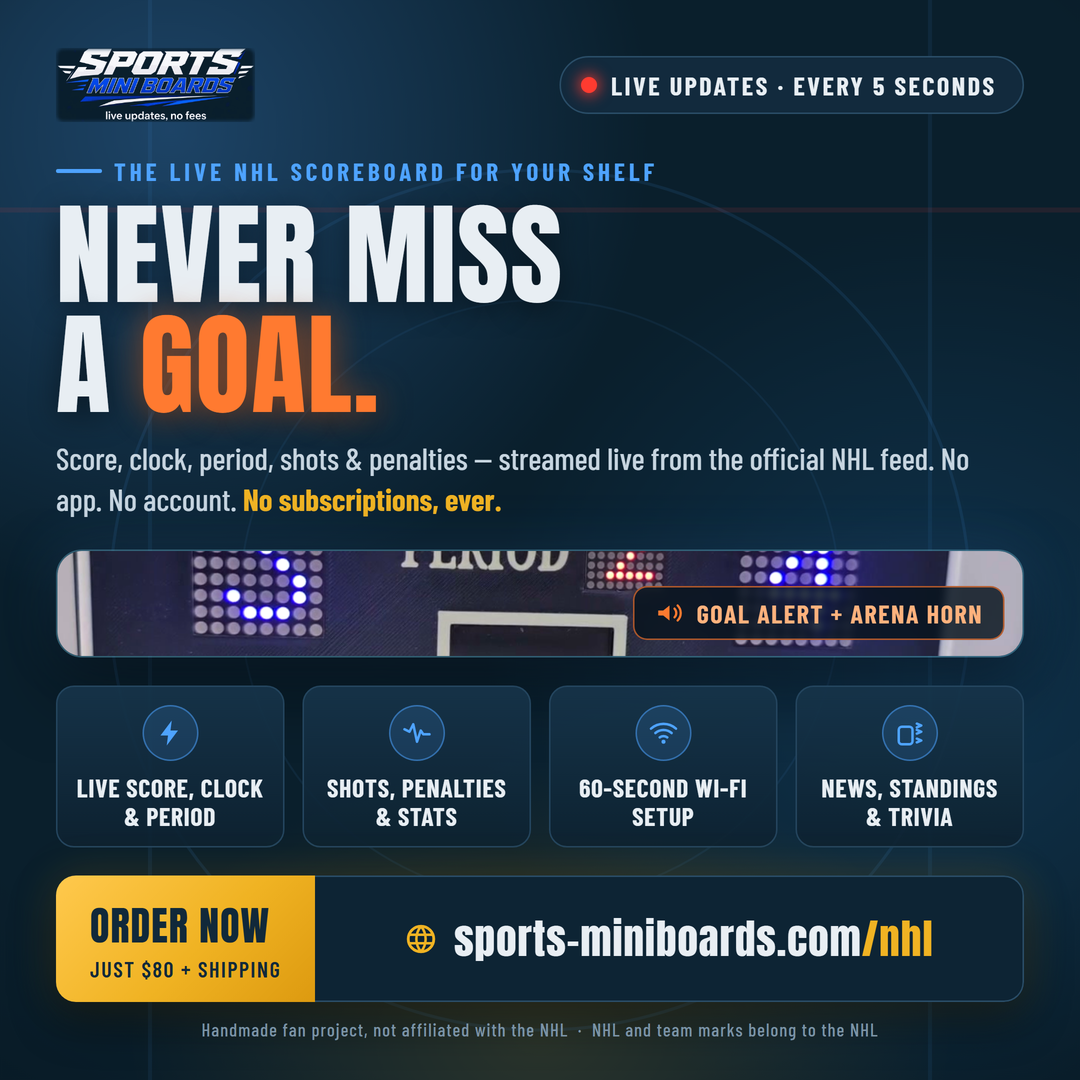 SPORTS
MINI BOARDS
live updates, no fees
LIVE UPDATES · EVERY 5 SECONDS
THE LIVE NHL SCOREBOARD FOR YOUR SHELF
NEVER MISS
A GOAL.
Score, clock, period, shots & penalties — streamed live from the official NHL feed. No
app. No account. No subscriptions, ever.
PERIOD
GOAL ALERT + ARENA HORN
LIVE SCORE, CLOCK
& PERIOD
SHOTS, PENALTIES
& STATS
60-SECOND WI-FI
SETUP
NEWS, STANDINGS
& TRIVIA
ORDER NOW
JUST $80 + SHIPPING
sports-miniboards.com/nhl
Handmade fan project, not affiliated with the NHL · NHL and team marks belong to the NHL